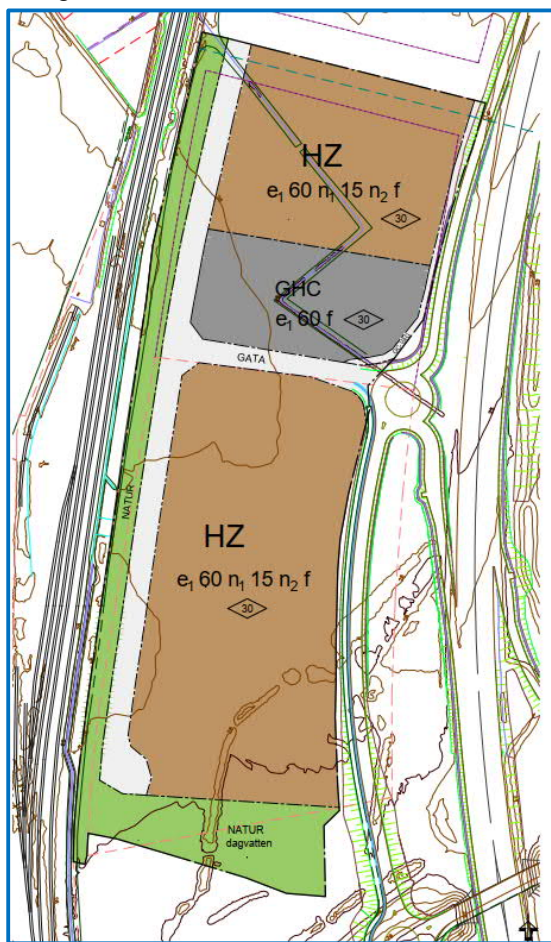 HZ
e₁ 60 n₁ 15 n₂ f
30
GHC
e₁ 60 f
30
GATA
NATUR
HZ
e₁ 60 n₁ 15 n₂ f
30
NATUR
dagvatten